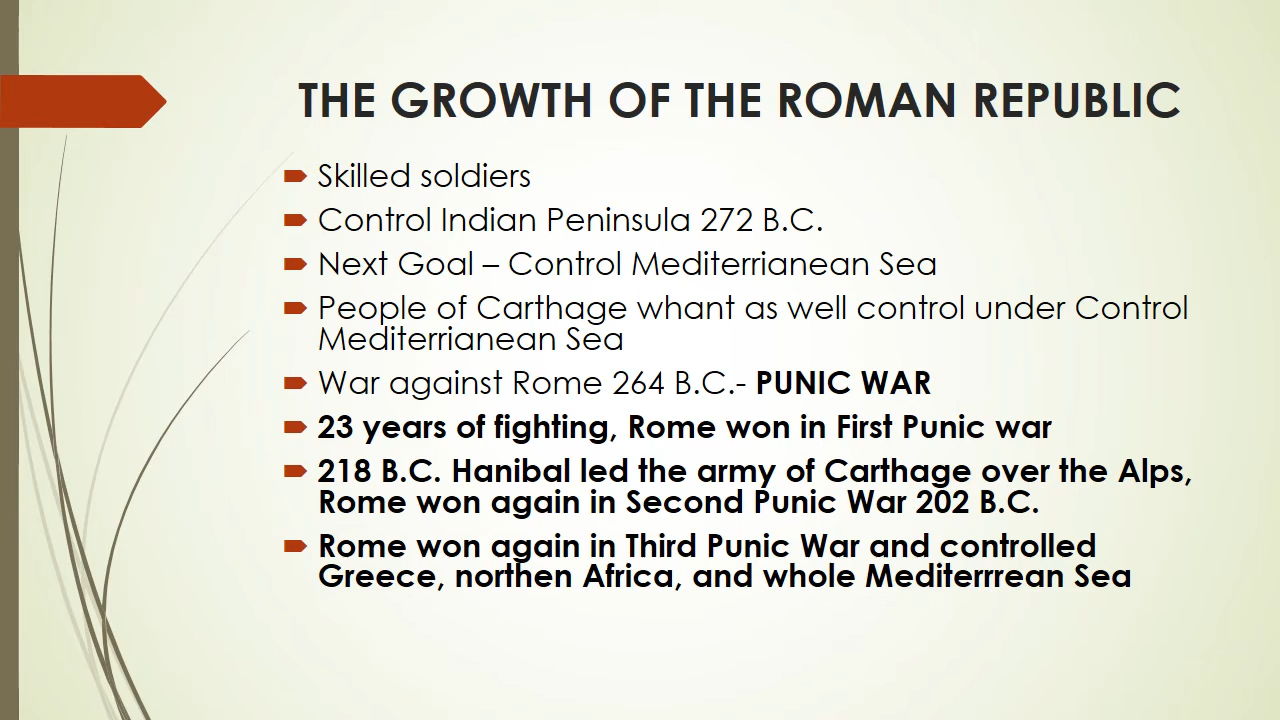 THE GROWTH OF THE ROMAN REPUBLIC
Skilled soldiers
Control Indian Peninsula 272 B.C.
Next Goal – Control Mediterrianean Sea
People of Carthage whant as well control under Control
Mediterrianean Sea
War against Rome 264 B.C.- PUNIC WAR
23 years of fighting, Rome won in First Punic war
218 B.C. Hanibal led the army of Carthage over the Alps,
Rome won again in Second Punic War 202 B.C.
Rome won again in Third Punic War and controlled
Greece, northen Africa, and whole Mediterrrean Sea